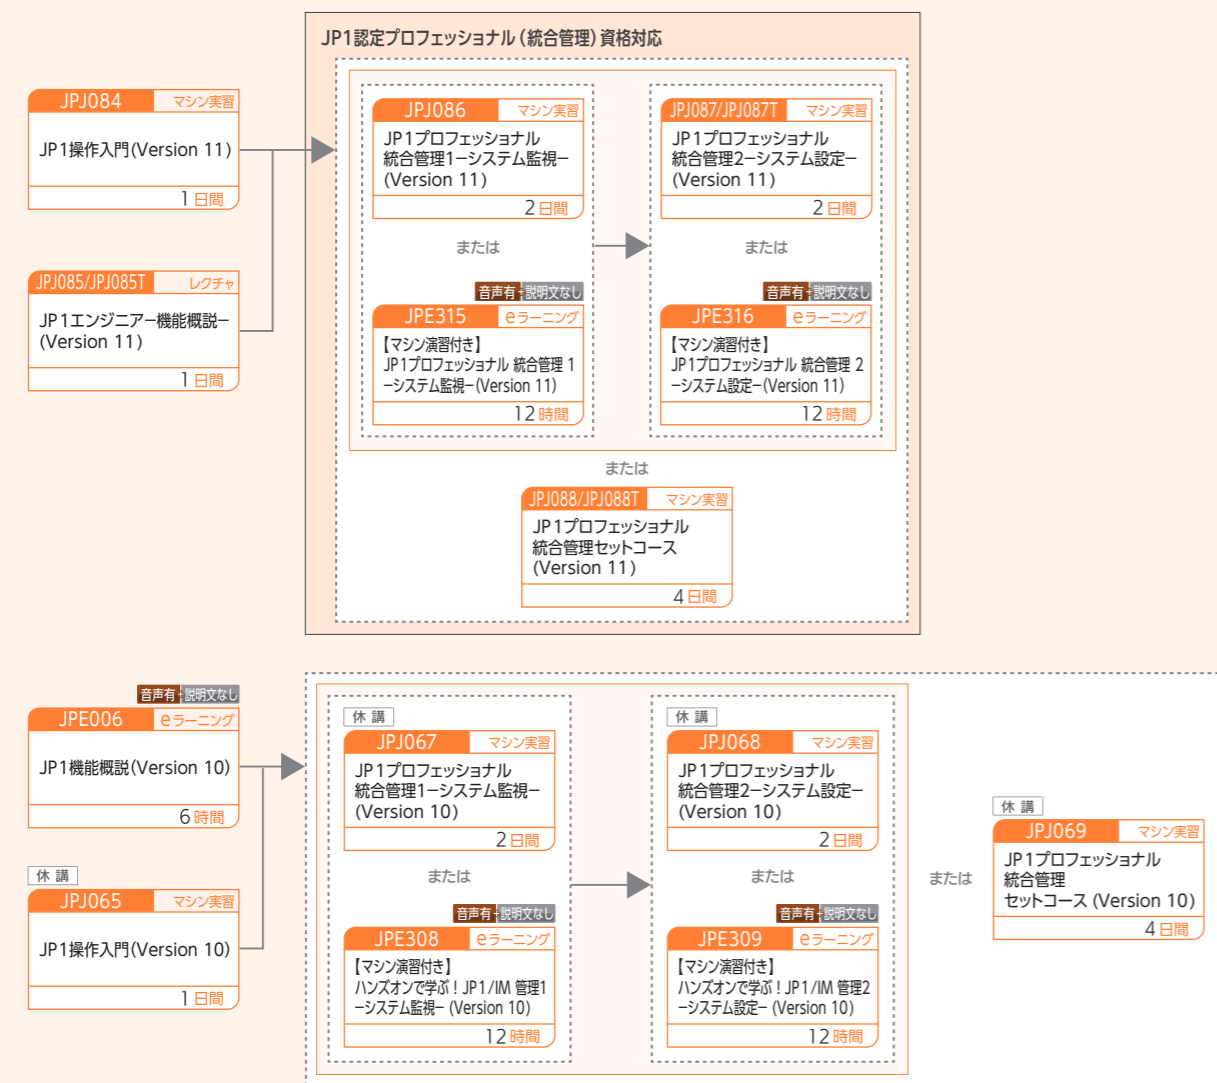 JP1認定プロフェッショナル（統合管理）資格対応
JPJ084 マシン実習
JP1操作入門(Version 11)
1日間
JPJ085/JPJ085T レクチャ
JP1エンジニアー機能概説ー
(Version 11)
1日間
JPJ086 マシン実習
JP1プロフェッショナル
統合管理1ーシステム監視ー
(Version 11)
2日間
または
音声有+説明文なし
JPE315 eラーニング
【マシン演習付き】
JP1プロフェッショナル 統合管理 1
ーシステム監視ー(Version 11)
12時間
JPJ087/JPJ087T マシン実習
JP1プロフェッショナル
統合管理2ーシステム設定ー
(Version 11)
2日間
または
音声有+説明文なし
JPE316 eラーニング
【マシン演習付き】
JP1プロフェッショナル 統合管理 2
ーシステム設定ー(Version 11)
12時間
または
JPJ088/JPJ088T マシン実習
JP1プロフェッショナル
統合管理セットコース
(Version 11)
4日間
音声有+説明文なし
JPE006 eラーニング
JP1機能概説(Version 10)
6時間
休講
JPJ065 マシン実習
JP1操作入門(Version 10)
1日間
休講
JPJ067 マシン実習
JP1プロフェッショナル
統合管理1ーシステム監視ー
(Version 10)
2日間
または
音声有+説明文なし
JPE308 eラーニング
【マシン演習付き】
ハンズオンで学ぶ！JP1/IM 管理1
ーシステム監視ー (Version 10)
12時間
休講
JPJ068 マシン実習
JP1プロフェッショナル
統合管理2ーシステム設定ー
(Version 10)
2日間
または
音声有+説明文なし
JPE309 eラーニング
【マシン演習付き】
ハンズオンで学ぶ！JP1/IM 管理2
ーシステム設定ー (Version 10)
12時間
または
休講
JPJ069 マシン実習
JP1プロフェッショナル
統合管理
セットコース (Version 10)
4日間